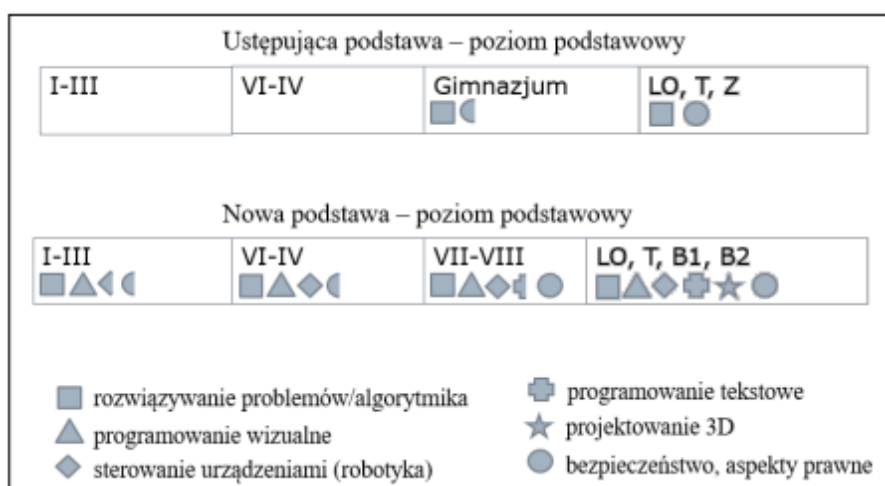 Ustępująca podstawa – poziom podstawowy
I-III VI-IV Gimnazjum LO, T, Z
Nowa podstawa – poziom podstawowy
I-III VI-IV VII-VIII LO, T, B1, B2
rozwiązywanie problemów/algorytmika
programowanie wizualne
sterowanie urządzeniami (robotyka)
programowanie tekstowe
projektowanie 3D
bezpieczeństwo, aspekty prawne